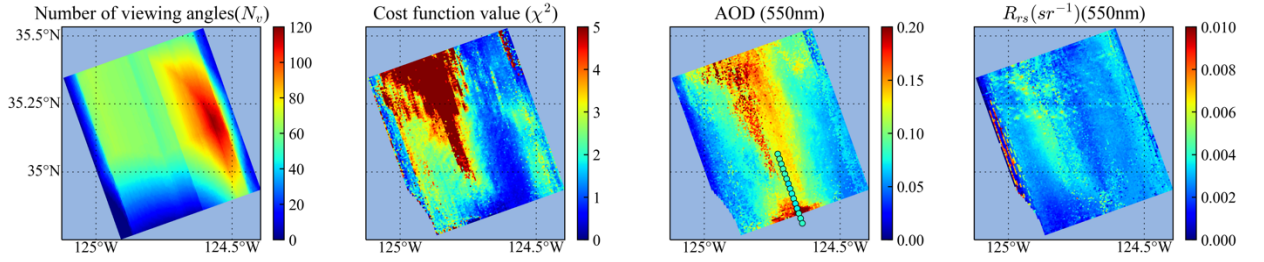 Number of viewing angles(N_v)
35.5°N
35.25°N
35°N
125°W
124.5°W
120
100
80
60
40
20
0
Cost function value (χ²)
125°W
124.5°W
5
4
3
2
1
0
AOD (550nm)
125°W
124.5°W
0.20
0.15
0.10
0.05
0.00
R_rs(sr⁻¹)(550nm)
125°W
124.5°W
0.010
0.008
0.006
0.004
0.002
0.000